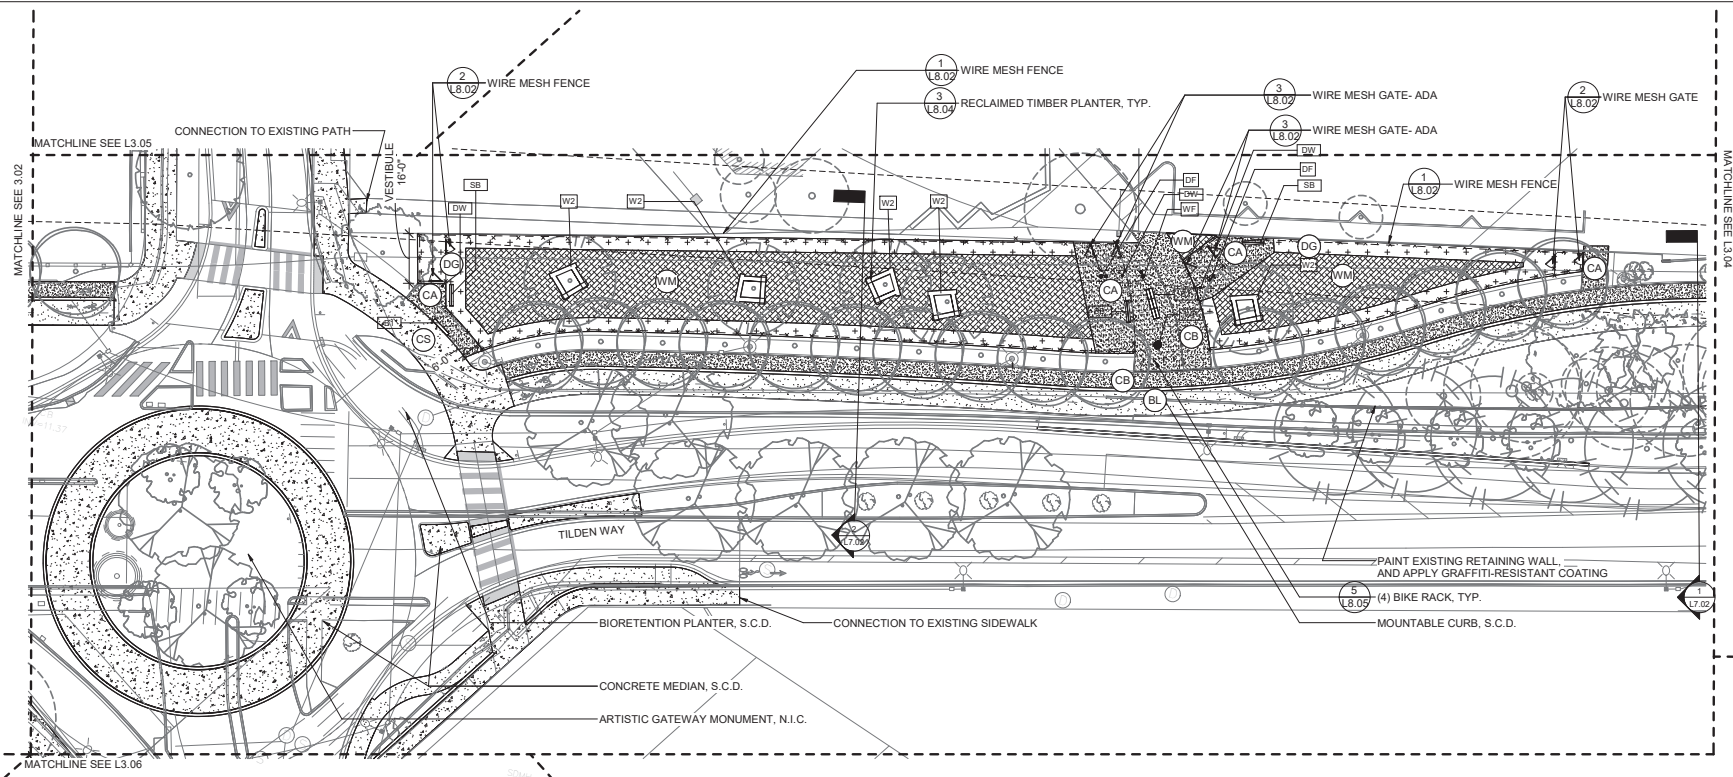 2
L8.02
WIRE MESH FENCE
1
L8.02
WIRE MESH FENCE
3
L8.04
RECLAIMED TIMBER PLANTER, TYP.
3
L8.02
WIRE MESH GATE- ADA
3
L8.02
WIRE MESH GATE- ADA
2
L8.02
WIRE MESH GATE
CONNECTION TO EXISTING PATH
MATCHLINE SEE L3.05
MATCHLINE SEE 3.02
MATCHLINE SEE L3.04
VESTIBULE
16'-0"
SB
DW
W2
W2
W2
W2
DF
DW
WF
DW
DF
SB
1
L8.02
WIRE MESH FENCE
DG
WM
WM
CA
DG
W2
WM
CA
CA
CA
CS
CB
CB
BL
TILDEN WAY
2
L7.02
PAINT EXISTING RETAINING WALL,
AND APPLY GRAFFITI-RESISTANT COATING
5
L8.05
(4) BIKE RACK, TYP.
1
L7.02
MOUNTABLE CURB, S.C.D.
BIORETENTION PLANTER, S.C.D.
CONNECTION TO EXISTING SIDEWALK
CONCRETE MEDIAN, S.C.D.
ARTISTIC GATEWAY MONUMENT, N.I.C.
MATCHLINE SEE L3.06